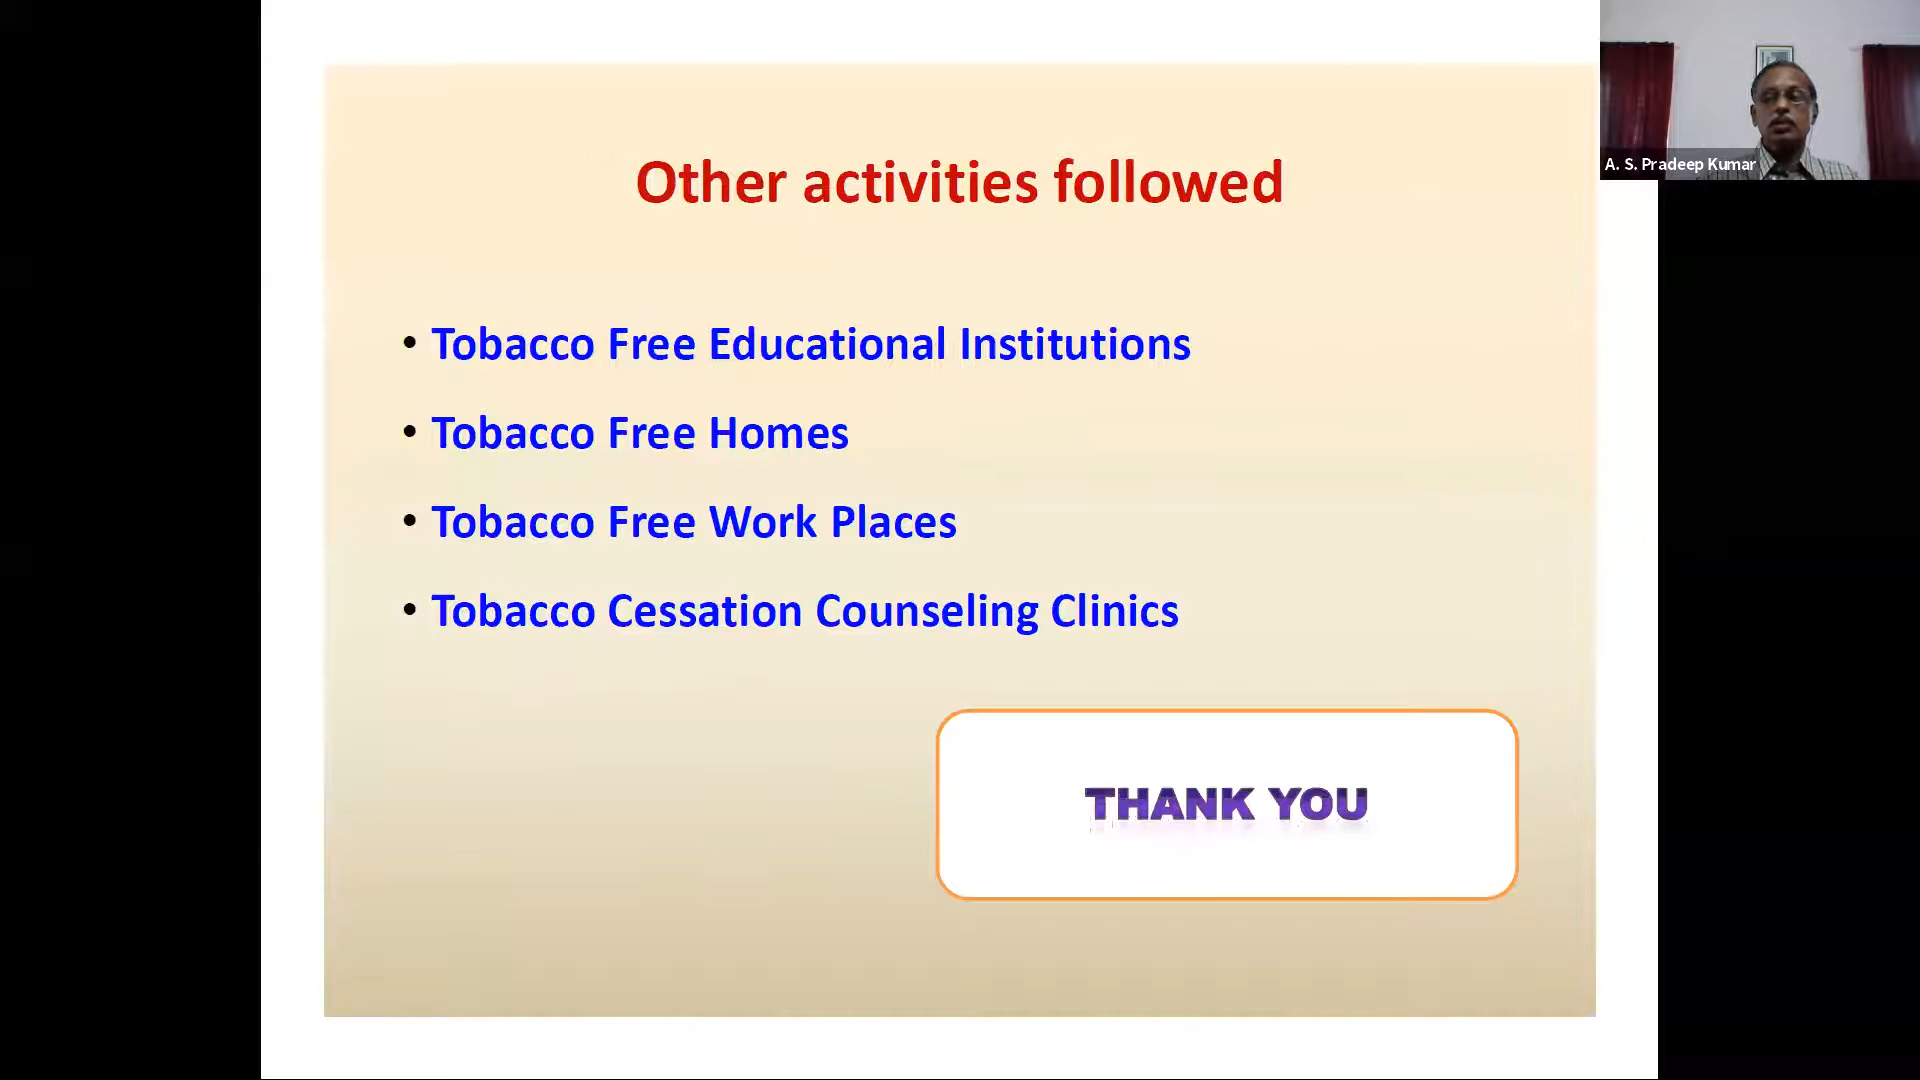 Other activities followed
A. S. Pradeep Kumar
• Tobacco Free Educational Institutions
• Tobacco Free Homes
• Tobacco Free Work Places
• Tobacco Cessation Counseling Clinics
THANK YOU